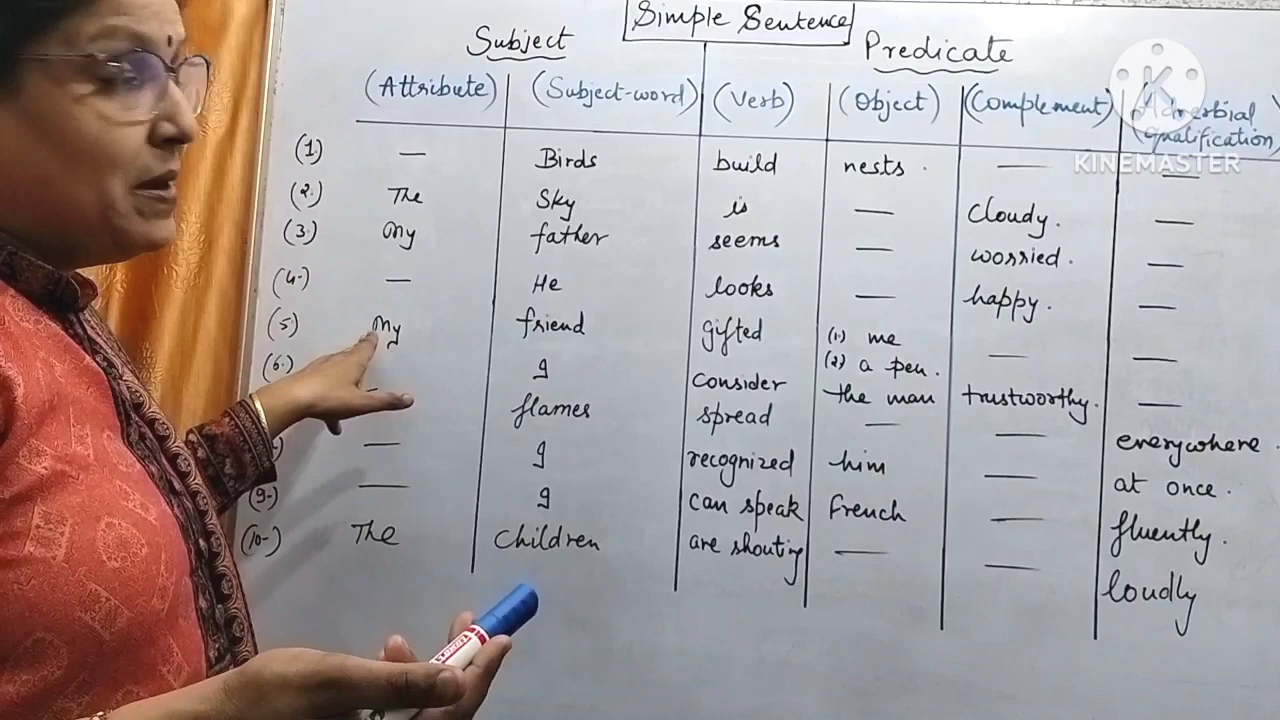 Simple Sentence
Subject Predicate
(Attribute) (Subject-word) (Verb) (Object) (Complement) (Adverbial qualification)
(1.) — Birds build nests. — —
(2.) The Sky is — cloudy. —
(3.) My father seems — worried. —
(4.) — He looks — happy. —
(5) My friend gifted (1) me (2) a pen. — —
(6.) I consider the man trustworthy. —
flames spread — — everywhere.
— I recognized him — at once.
(9.) — I can speak French — fluently.
(10.) The children are shouting — — loudly
KINEMASTER